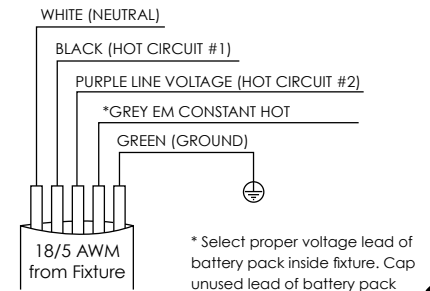 WHITE (NEUTRAL)
BLACK (HOT CIRCUIT #1)
PURPLE LINE VOLTAGE (HOT CIRCUIT #2)
*GREY EM CONSTANT HOT
GREEN (GROUND)
18/5 AWM
from Fixture
* Select proper voltage lead of
battery pack inside fixture. Cap
unused lead of battery pack